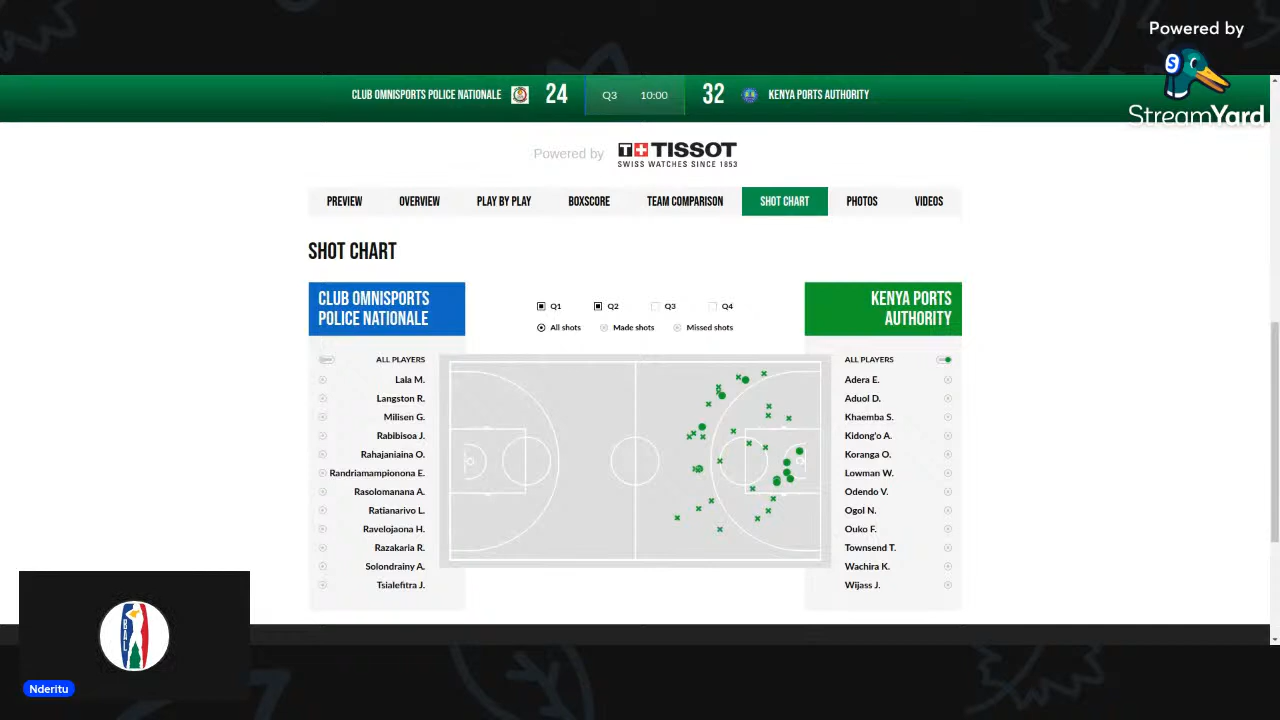 Powered by
StreamYard
CLUB OMNISPORTS POLICE NATIONALE 24 Q3 10:00 32 KENYA PORTS AUTHORITY
Powered by TISSOT
SWISS WATCHES SINCE 1853
PREVIEW OVERVIEW PLAY BY PLAY BOXSCORE TEAM COMPARISON SHOT CHART PHOTOS VIDEOS
SHOT CHART
CLUB OMNISPORTS
POLICE NATIONALE
Q1 Q2 Q3 Q4
All shots Made shots Missed shots
KENYA PORTS
AUTHORITY
ALL PLAYERS
Lala M.
Langston R.
Milisen G.
Rabibisoa J.
Rahajaniaina O.
Randriamampionona E.
Rasolomanana A.
Ratianarivo L.
Ravelojaona H.
Razakaria R.
Solondrainy A.
Tsialefitra J.
ALL PLAYERS
Adera E.
Aduol D.
Khaemba S.
Kidong'o A.
Koranga O.
Lowman W.
Odendo V.
Ogol N.
Ouko F.
Townsend T.
Wachira K.
Wijass J.
BAL
Nderitu